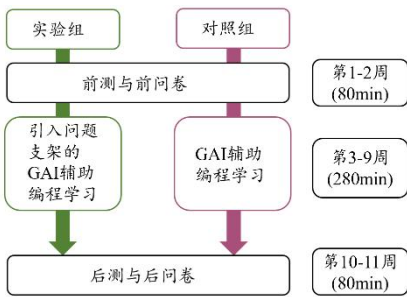 实验组
对照组
前测与前问卷
第1-2周
(80min)
引入问题
支架的
GAI辅助
编程学习
GAI辅助
编程学习
第3-9周
(280min)
后测与后问卷
第10-11周
(80min)